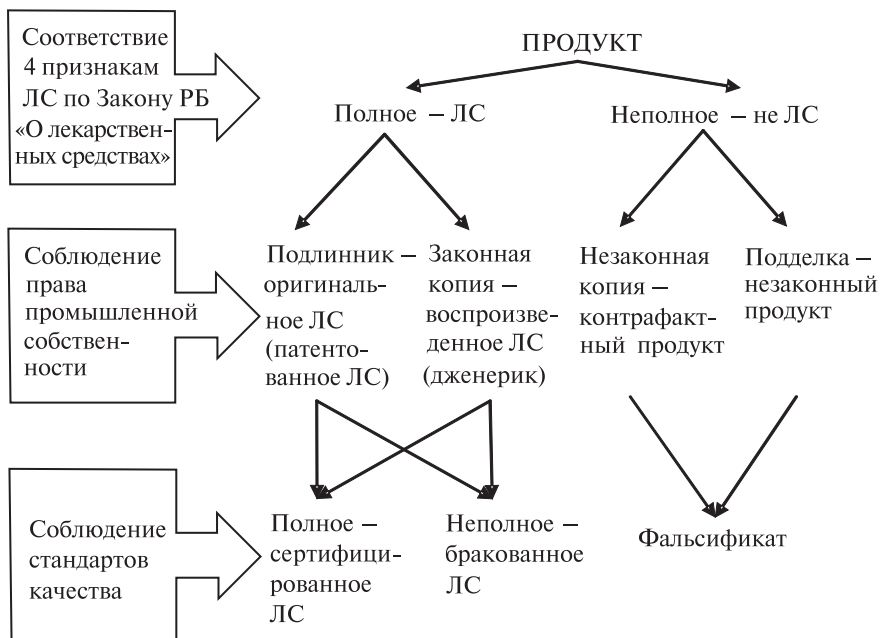 Соответствие
4 признакам
ЛС по Закону РБ
«О лекарствен-
ных средствах»
ПРОДУКТ
Полное – ЛС
Неполное – не ЛС
Соблюдение
права
промышленной
собствен-
ности
Подлинник –
оригиналь-
ное ЛС
(патенто-
ванное ЛС)
Законная
копия –
воспроизве-
денное ЛС
(дженерик)
Незаконная
копия –
контрафакт-
ный продукт
Подделка –
незаконный
продукт
Соблюдение
стандартов
качества
Полное –
сертифици-
рованное
ЛС
Неполное –
бракованное
ЛС
Фальсификат